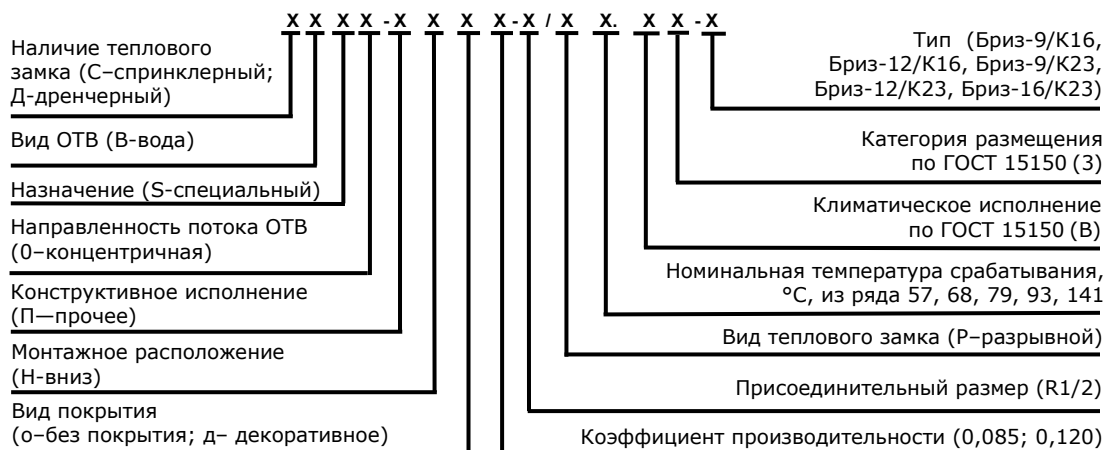 X X X X - X X X X - X / X X. X X - X
Наличие теплового
замка (С–спринклерный;
Д-дренчерный)
Вид ОТВ (В-вода)
Назначение (S-специальный)
Направленность потока ОТВ
(0–концентричная)
Конструктивное исполнение
(П—прочее)
Монтажное расположение
(Н-вниз)
Вид покрытия
(о–без покрытия; д– декоративное)
Тип (Бриз-9/К16,
Бриз-12/К16, Бриз-9/К23,
Бриз-12/К23, Бриз-16/К23)
Категория размещения
по ГОСТ 15150 (3)
Климатическое исполнение
по ГОСТ 15150 (В)
Номинальная температура срабатывания,
°С, из ряда 57, 68, 79, 93, 141
Вид теплового замка (Р–разрывной)
Присоединительный размер (R1/2)
Коэффициент производительности (0,085; 0,120)